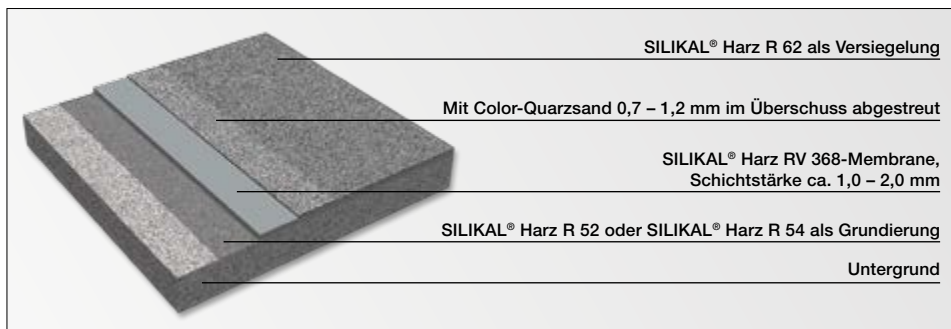 SILIKAL® Harz R 62 als Versiegelung
Mit Color-Quarzsand 0,7 – 1,2 mm im Überschuss abgestreut
SILIKAL® Harz RV 368-Membrane,
Schichtstärke ca. 1,0 – 2,0 mm
SILIKAL® Harz R 52 oder SILIKAL® Harz R 54 als Grundierung
Untergrund